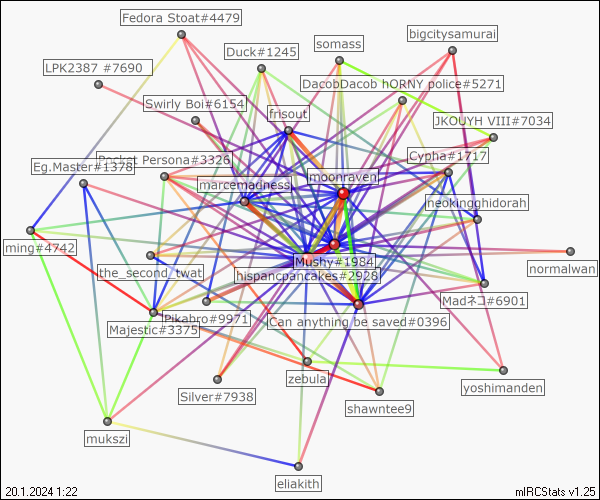 Fedora Stoat#4479
bigcitysamurai
somass
Duck#1245
LPK2387 #7690
DacobDacob hORNY police#5271
Swirly Boi#6154
frisout
JKOUYH VIII#7034
Cypha#1717
Pocket Persona#3326
Eg.Master#1378
moonraven
marcemadness
neokingghidorah
ming#4742
Mushy#1984
normalwan
the_second_twat
hispanicpancakes#2928
Madネコ#6901
Pikabro#9971
Can anything be saved#0396
Majestic#3375
zebula
yoshimanden
Silver#7938
shawntee9
mukszi
eliakith
20.1.2024 1:22
mIRCStats v1.25